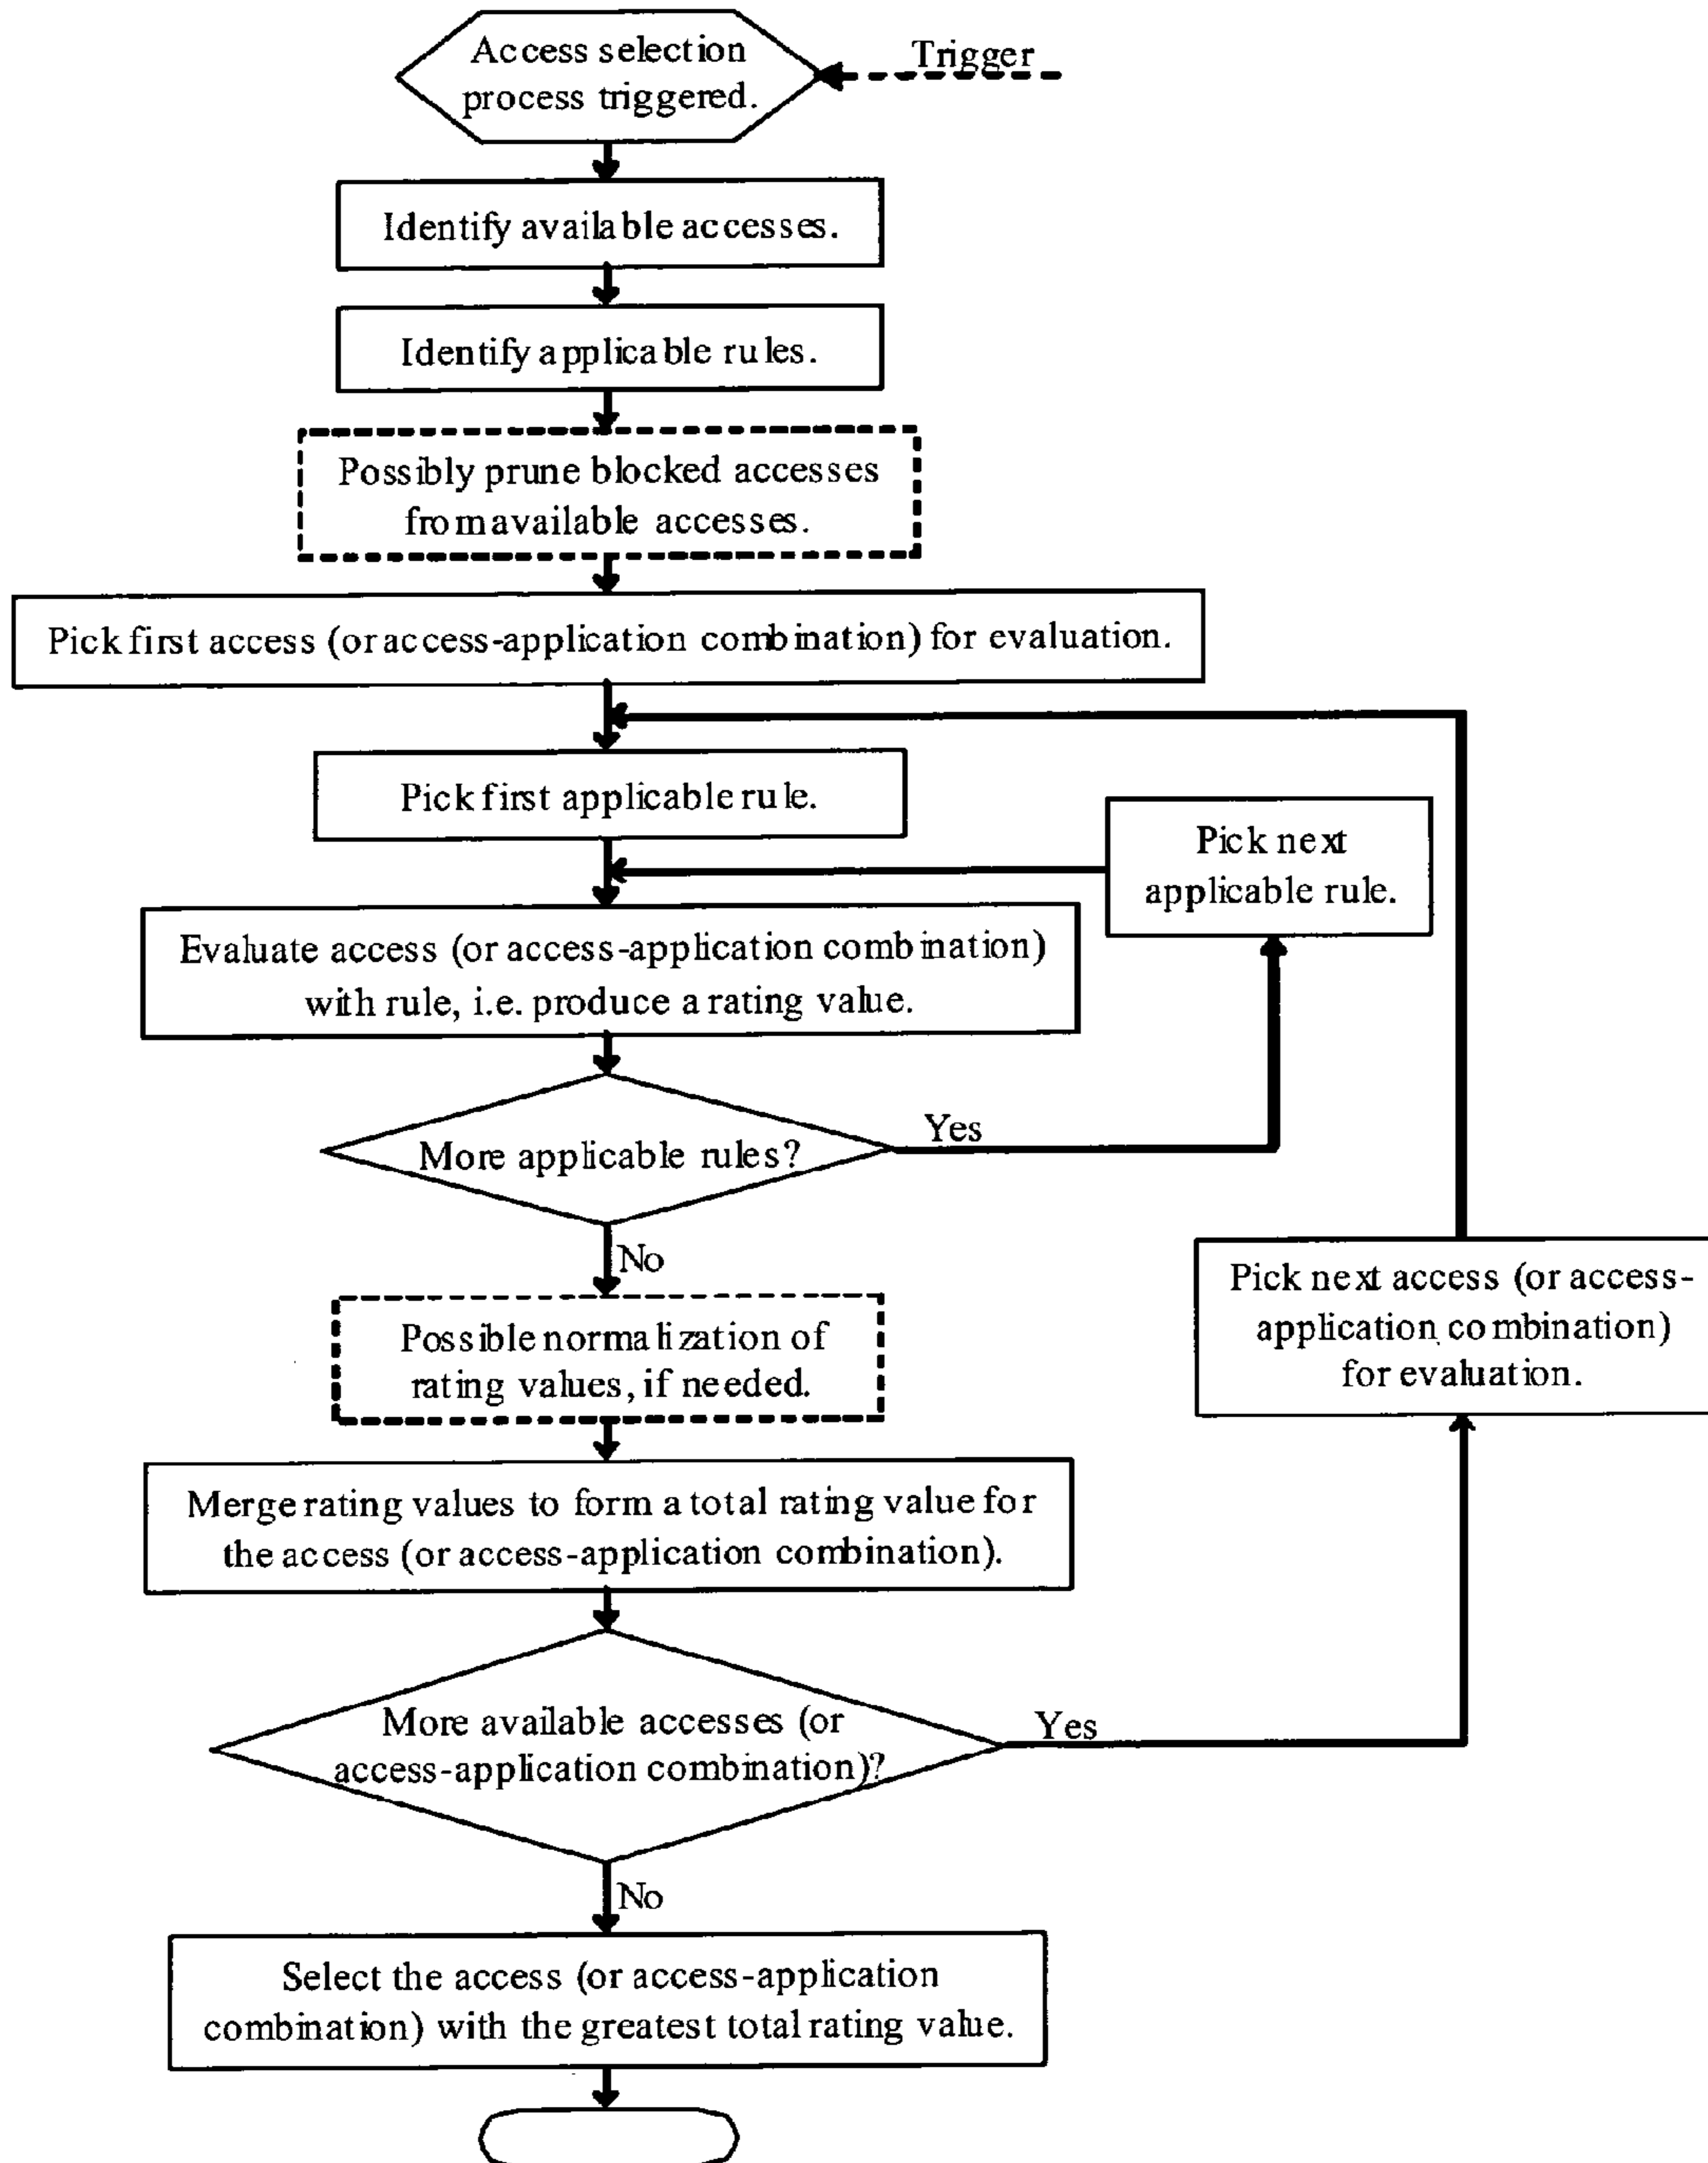 Access selection
process triggered.
Trigger
Identify available accesses.
Identify applicable rules.
Possibly prune blocked accesses
from available accesses.
Pick first access (or access-application combination) for evaluation.
Pick first applicable rule.
Pick next
applicable rule.
Evaluate access (or access-application combination)
with rule, i.e. produce a rating value.
More applicable rules?
Yes
No
Pick next access (or access-
application combination)
for evaluation.
Possible normalization of
rating values, if needed.
Merge rating values to form a total rating value for
the access (or access-application combination).
More available accesses (or
access-application combination)?
Yes
No
Select the access (or access-application
combination) with the greatest total rating value.